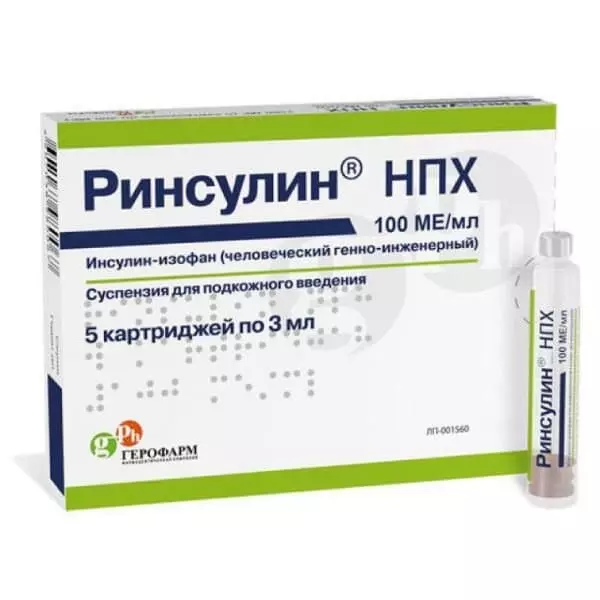 Ринсулин® НПХ
100 МЕ/мл
Инсулин-изофан (человеческий генно-инженерный)
Суспензия для подкожного введения
5 картриджей по 3 мл
gPh
ГЕРОФАРМ
ЛП-001560
Ринсулин® НПХ
100 МЕ/мл